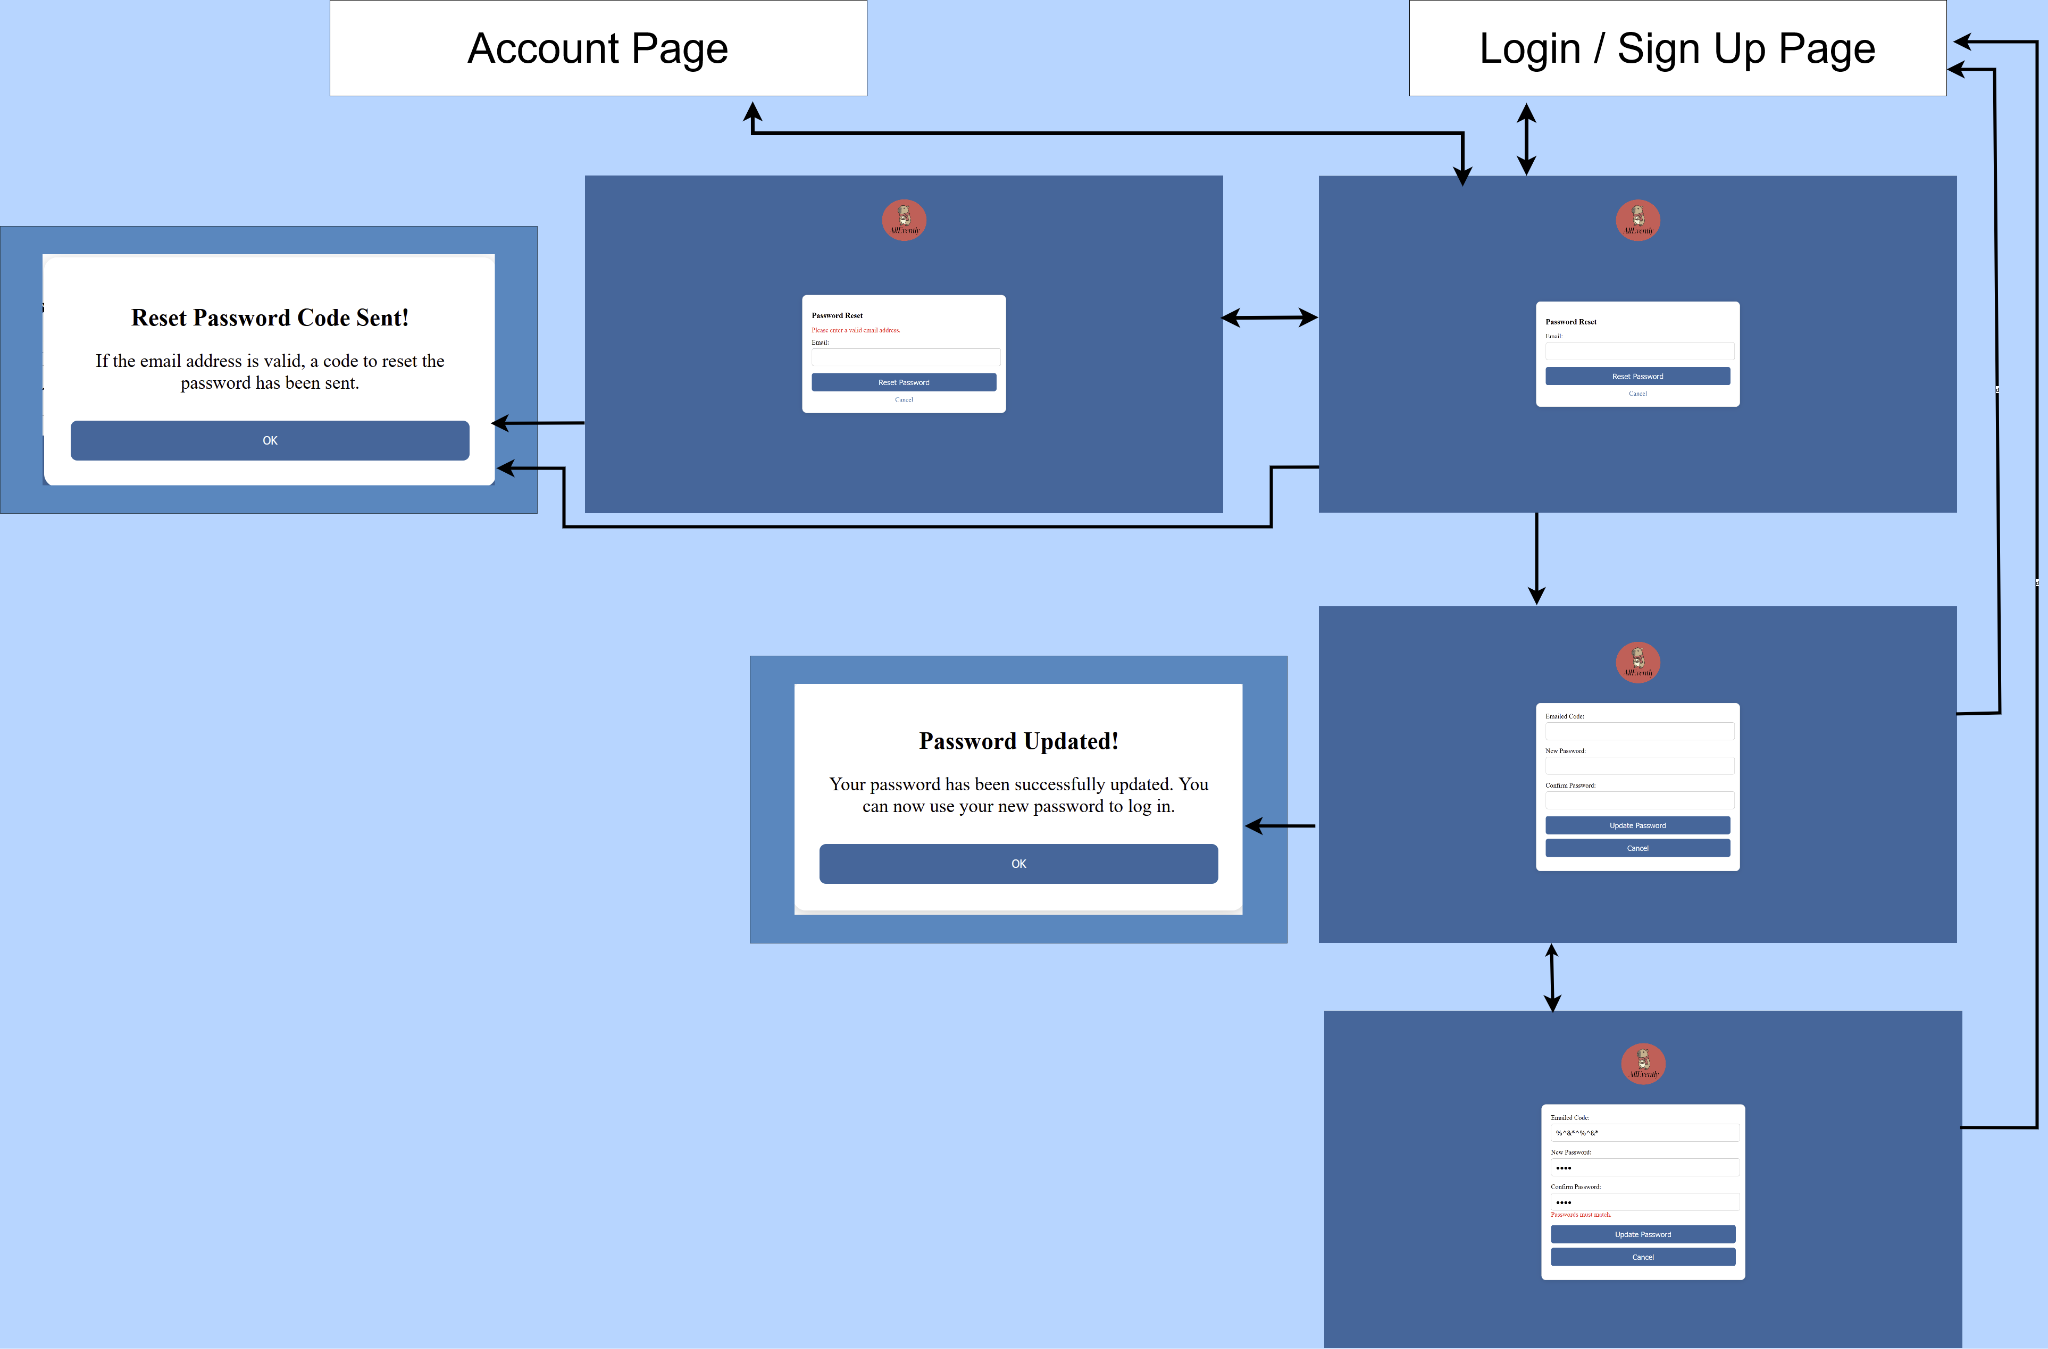 Account Page
Login / Sign Up Page
Reset Password Code Sent!
If the email address is valid, a code to reset the
password has been sent.
OK
Password Reset
Please enter a valid email address.
Email:
Reset Password
Cancel
Password Reset
Email:
Reset Password
Cancel
Password Updated!
Your password has been successfully updated. You
can now use your new password to log in.
OK
Emailed Code:
New Password:
Confirm Password:
Update Password
Cancel
Emailed Code:
%^&*^%^&*
New Password:
••••
Confirm Password:
••••
Passwords must match.
Update Password
Cancel